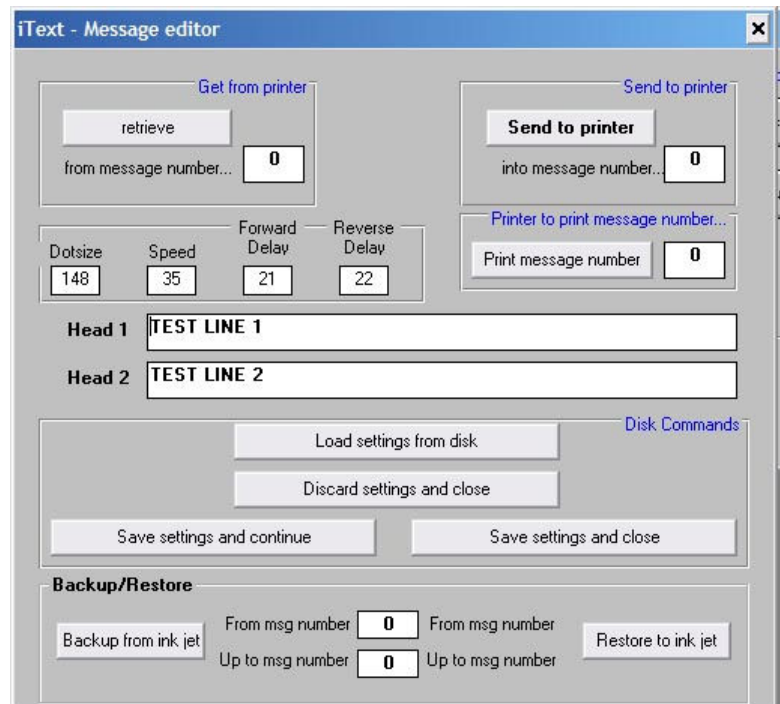 iText - Message editor
Get from printer
retrieve
from message number... 0
Send to printer
Send to printer
into message number... 0
Dotsize Speed Forward Delay Reverse Delay
148 35 21 22
Printer to print message number...
Print message number 0
Head 1 TEST LINE 1
Head 2 TEST LINE 2
Disk Commands
Load settings from disk
Discard settings and close
Save settings and continue Save settings and close
Backup/Restore
Backup from ink jet
From msg number 0 From msg number
Up to msg number 0 Up to msg number
Restore to ink jet